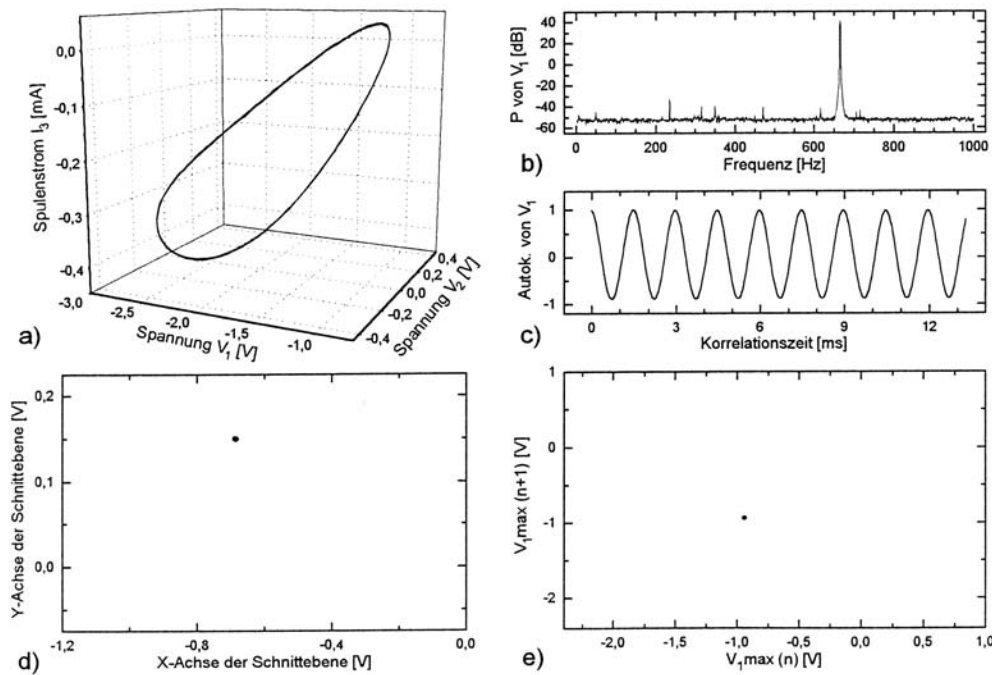 Spulenstrom I3 [mA]
0,0
-0,1
-0,2
-0,3
-0,4
-3,0
-2,5
-2,0
-1,5
-1,0
Spannung V1 [V]
-0,4
-0,2
0,0
0,2
0,4
Spannung V2 [V]
a)
P von V1 [dB]
40
20
0
-20
-40
-60
0 200 400 600 800 1000
Frequenz [Hz]
b)
Autok. von V1
1
0
-1
0 3 6 9 12
Korrelationszeit [ms]
c)
Y-Achse der Schnittebene [V]
0,2
0,1
0,0
-1,2 -0,8 -0,4 0,0
X-Achse der Schnittebene [V]
d)
V1max (n+1) [V]
1
0
-1
-2
-2,0 -1,5 -1,0 -0,5 0,0 0,5 1,0
V1max (n) [V]
e)